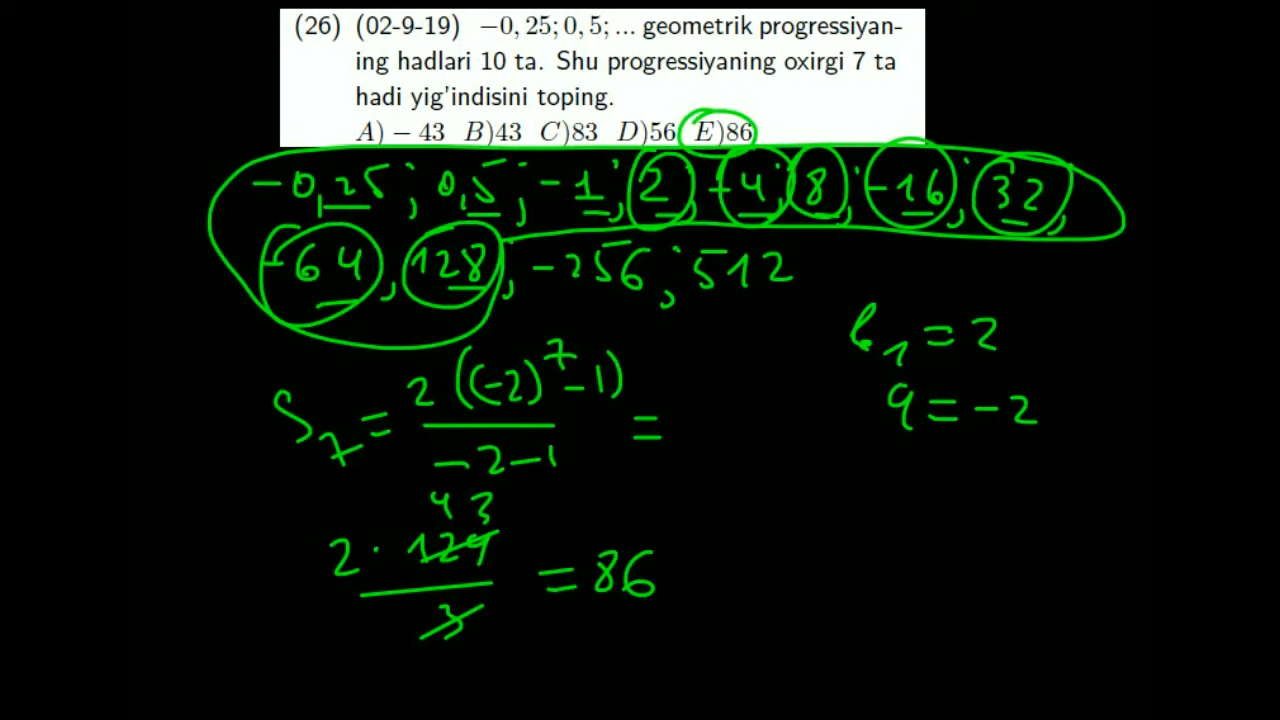 (26) (02-9-19) −0, 25; 0, 5; ... geometrik progressiyan-
ing hadlari 10 ta. Shu progressiyaning oxirgi 7 ta
hadi yig'indisini toping.
A) − 43 B)43 C)83 D)56 E)86
−0,25; 0,5; −1; 2; −4; 8; −16; 32;
−64; 128; −256; 512
b₁ = 2
q = −2
S₇ = 2((−2)⁷−1) / −2−1 =
43
2 · 129 / 3 = 86